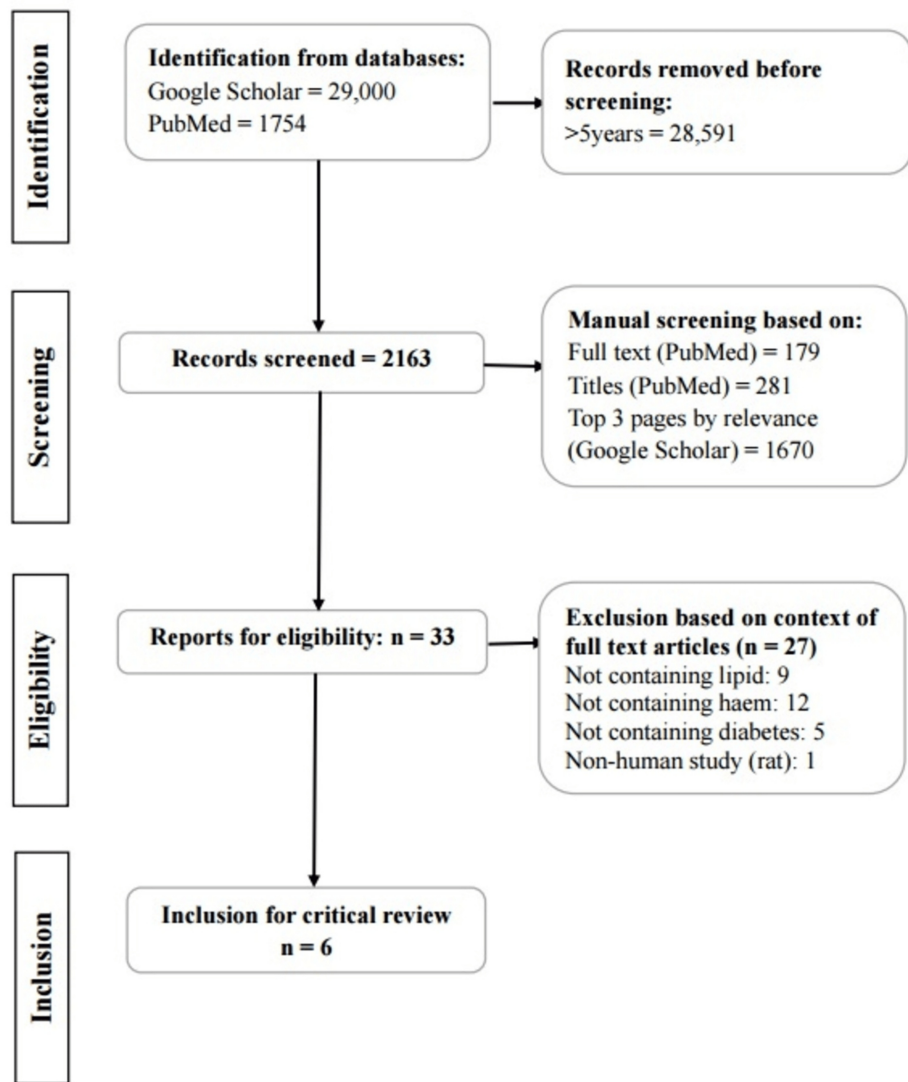 Identification
Identification from databases:
Google Scholar = 29,000
PubMed = 1754
Records removed before
screening:
>5years = 28,591
Screening
Records screened = 2163
Manual screening based on:
Full text (PubMed) = 179
Titles (PubMed) = 281
Top 3 pages by relevance
(Google Scholar) = 1670
Eligibility
Reports for eligibility: n = 33
Exclusion based on context of
full text articles (n = 27)
Not containing lipid: 9
Not containing haem: 12
Not containing diabetes: 5
Non-human study (rat): 1
Inclusion
Inclusion for critical review
n = 6